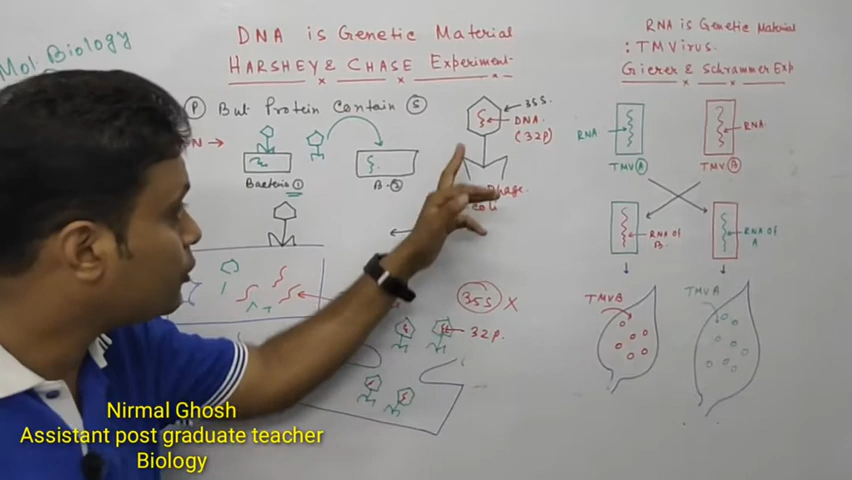 Mol. Biology
DNA is Genetic Material
HARSHEY & CHASE Experiment
RNA is Genetic Material
: TMVirus.
Gierer & Schrammer Exp
(P) But Protein Contain (S)
35S.
DNA.
(32P)
N →
Bacteria ①
B-②
phage.
coli
RNA
RNA
TMV (A)
TMV (B)
RNA of B.
RNA of A
35S X
32P.
TMV B
TMV A
Nirmal Ghosh
Assistant post graduate teacher
Biology